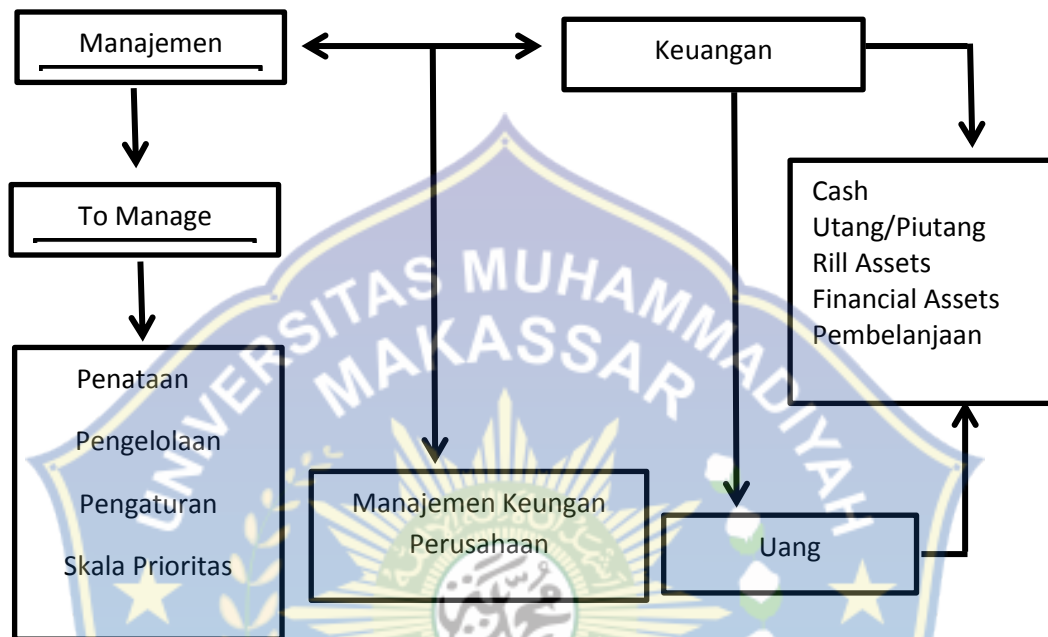 Manajemen
Keuangan
To Manage
Cash
Utang/Piutang
Rill Assets
Financial Assets
Pembelanjaan
Penataan
Pengelolaan
Pengaturan
Skala Prioritas
Manajemen Keungan
Perusahaan
Uang
UNIVERSITAS MUHAMMADIYAH
MAKASSAR